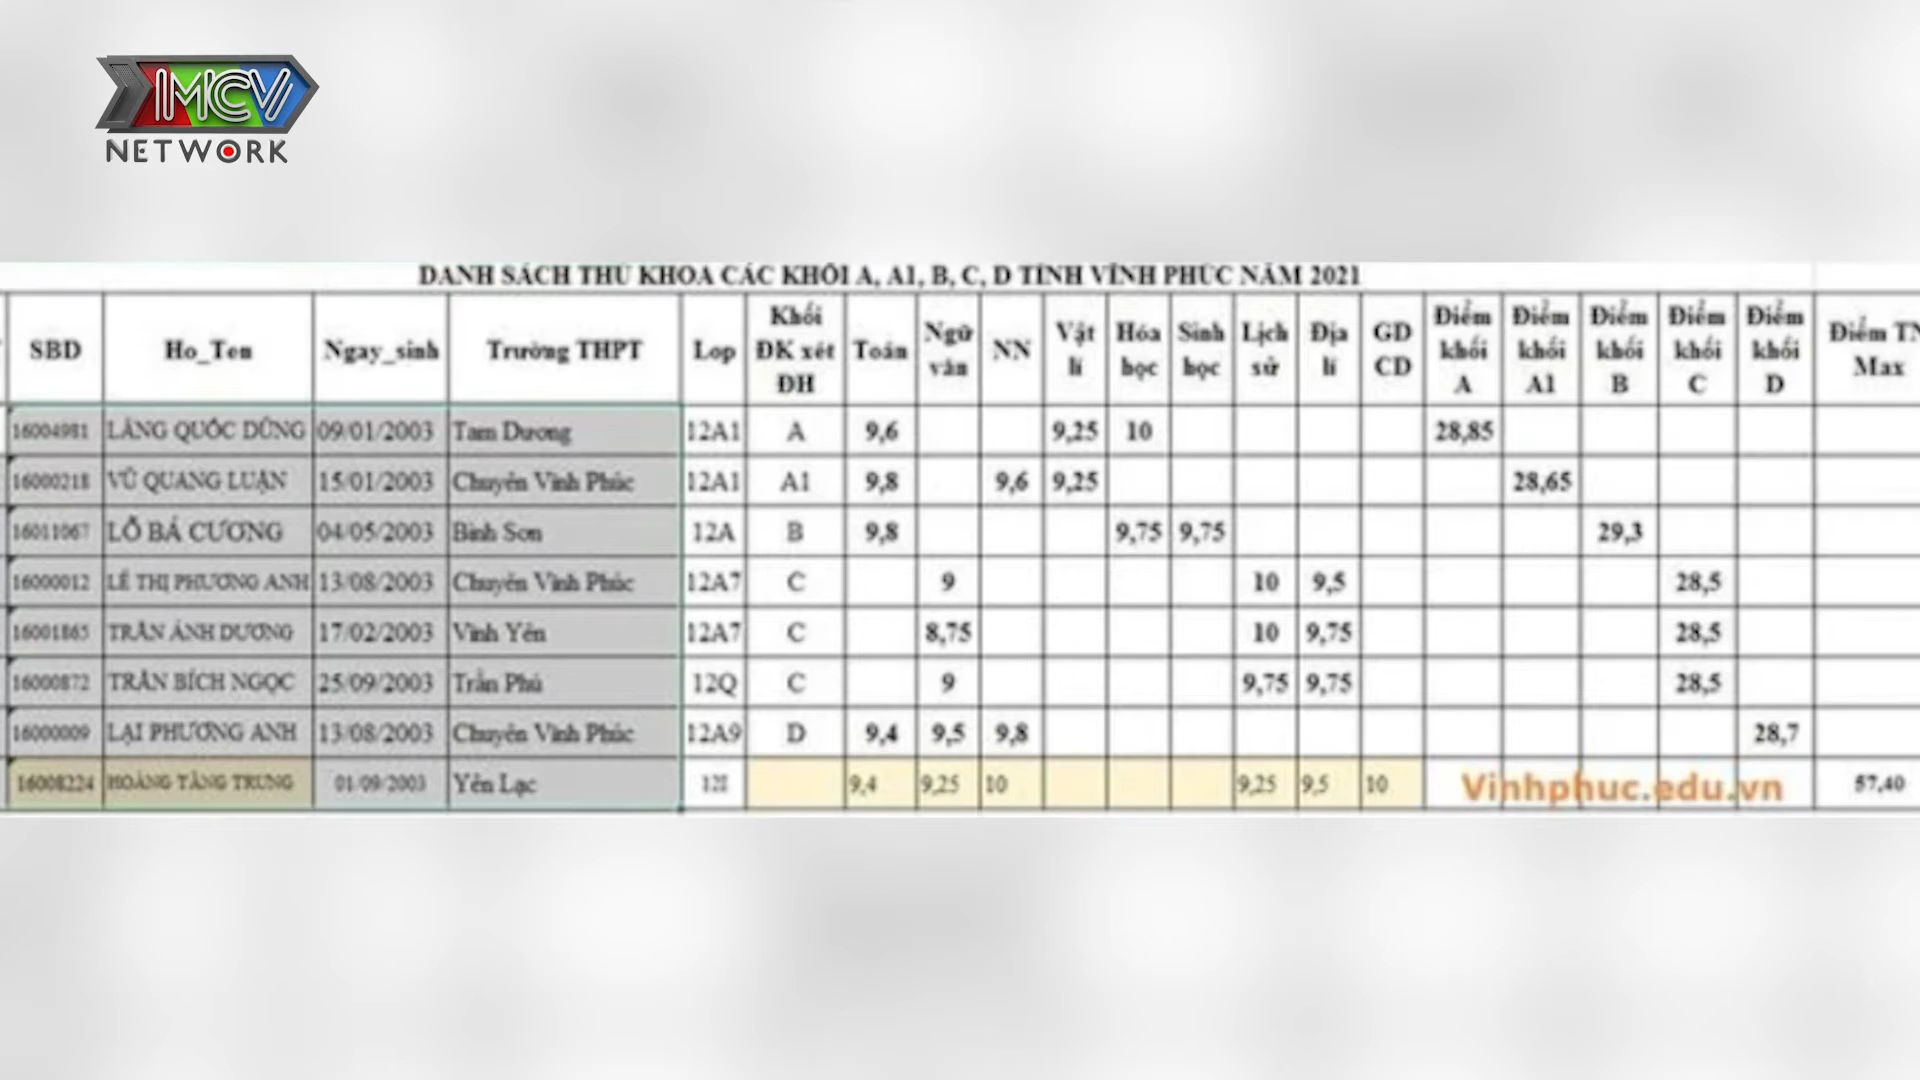 MCV
NETWORK
DANH SÁCH THỦ KHOA CÁC KHỐI A, A1, B, C, D TỈNH VĨNH PHÚC NĂM 2021
SBD Ho_Ten Ngay_sinh Trường THPT Lop Khối ĐK xét ĐH Toán Ngữ văn NN Vật lí Hóa học Sinh học Lịch sử Địa lí GD CD Điểm khối A Điểm khối A1 Điểm khối B Điểm khối C Điểm khối D Điểm TN Max
16004981 LĂNG QUỐC DŨNG 09/01/2003 Tam Dương 12A1 A 9,6 9,25 10 28,85
16000218 VŨ QUANG LUẬN 15/01/2003 Chuyên Vĩnh Phúc 12A1 A1 9,8 9,6 9,25 28,65
16011067 LỖ BÁ CƯƠNG 04/05/2003 Bình Sơn 12A B 9,8 9,75 9,75 29,3
16000012 LÊ THỊ PHƯƠNG ANH 13/08/2003 Chuyên Vĩnh Phúc 12A7 C 9 10 9,5 28,5
16001865 TRẦN ÁNH DƯƠNG 17/02/2003 Vĩnh Yên 12A7 C 8,75 10 9,75 28,5
16000872 TRẦN BÍCH NGỌC 25/09/2003 Trần Phú 12Q C 9 9,75 9,75 28,5
16000009 LẠI PHƯƠNG ANH 13/08/2003 Chuyên Vĩnh Phúc 12A9 D 9,4 9,5 9,8 28,7
16008224 HOÀNG TĂNG TRUNG 01/09/2003 Yên Lạc 9,4 9,25 10 9,25 9,5 10 Vinhphuc.edu.vn 57,40